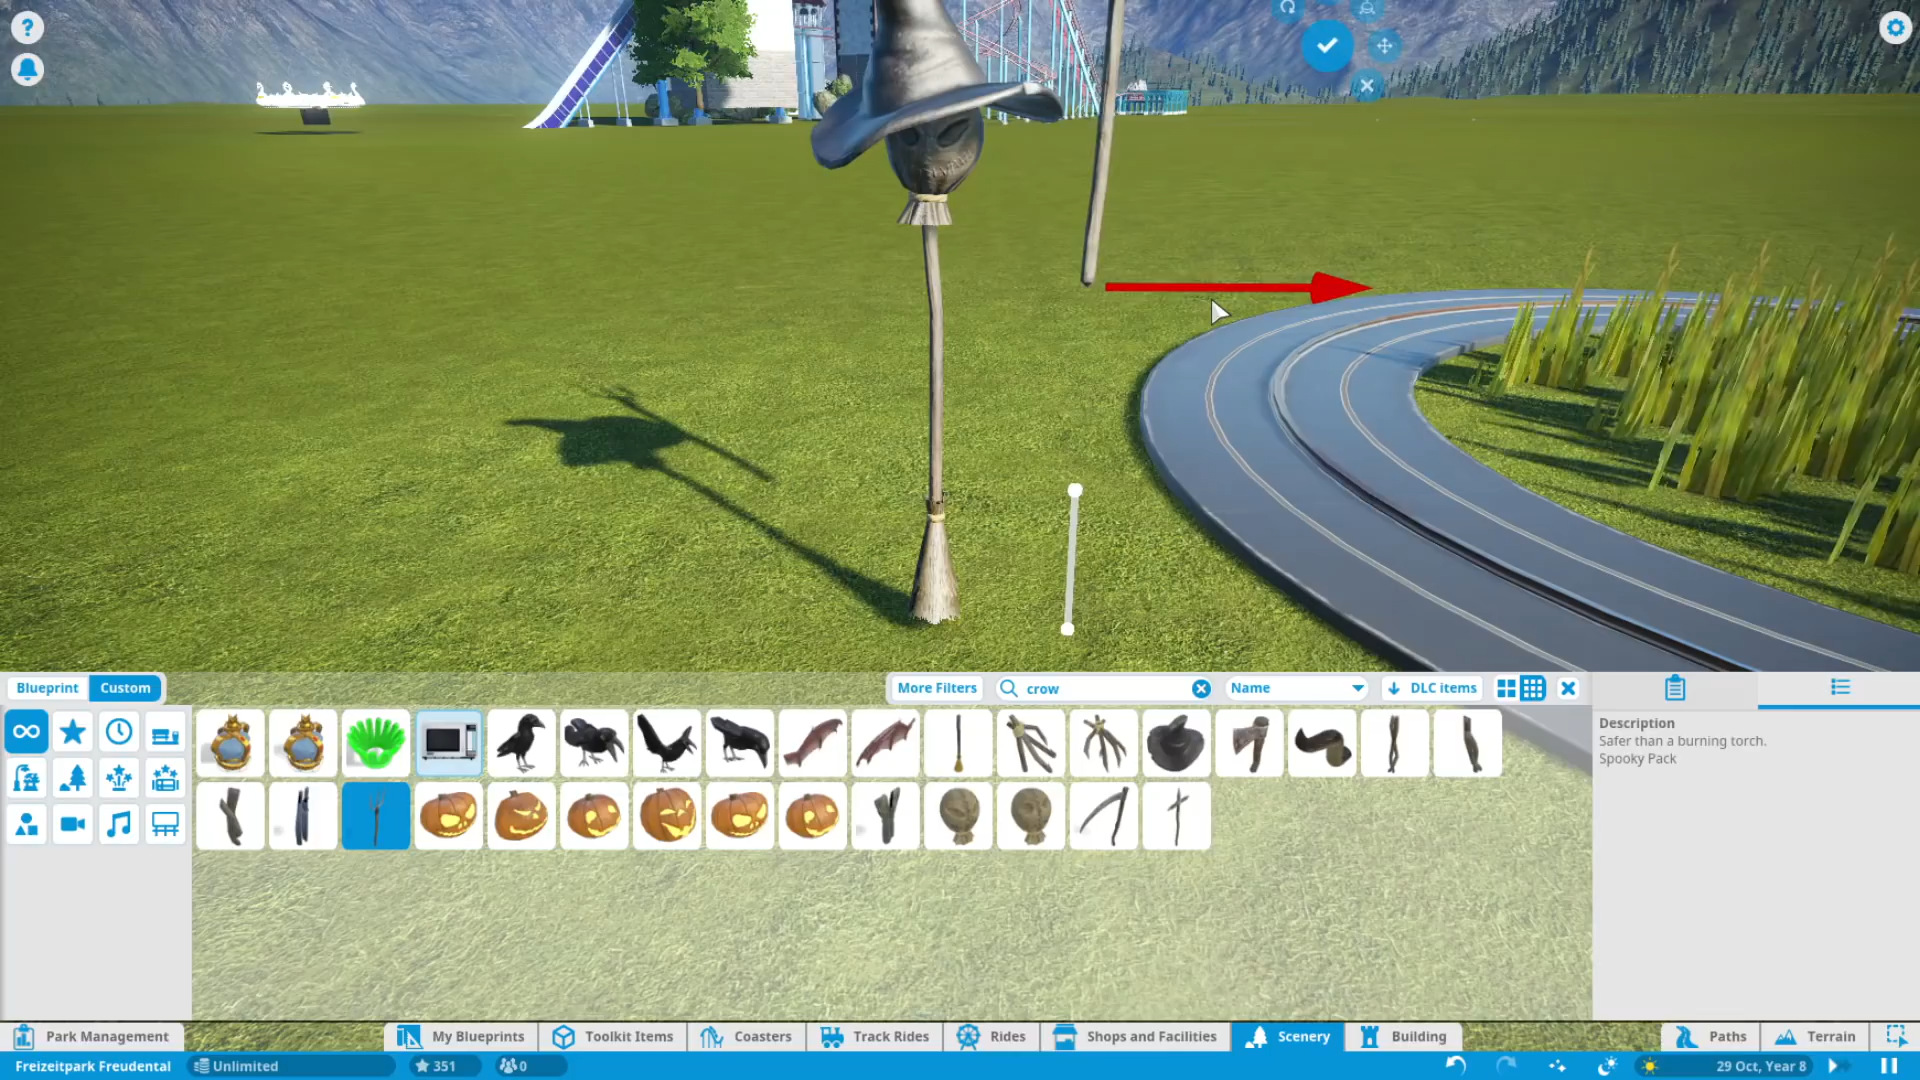 ?
Blueprint
Custom
More Filters
crow
Name
DLC items
Description
Safer than a burning torch.
Spooky Pack
Park Management
My Blueprints
Toolkit Items
Coasters
Track Rides
Rides
Shops and Facilities
Scenery
Building
Paths
Terrain
Freizeitpark Freudental
Unlimited
351
0
29 Oct, Year 8